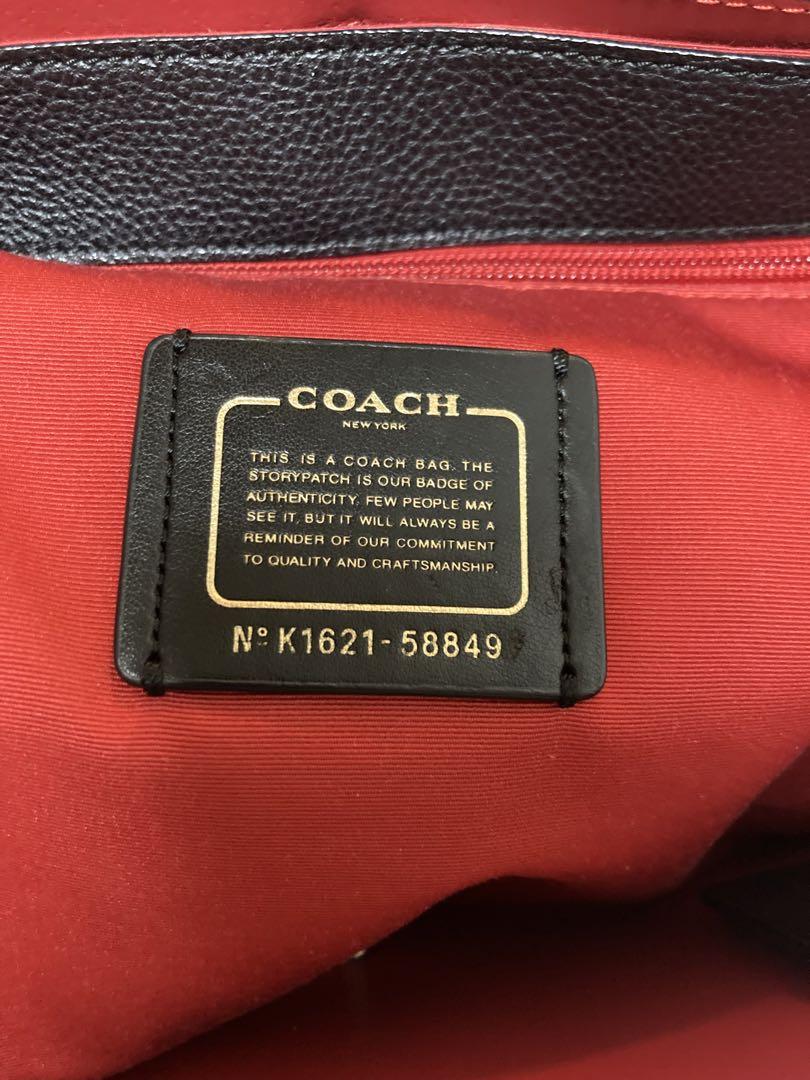 COACH
NEW YORK
THIS IS A COACH BAG. THE
STORYPATCH IS OUR BADGE OF
AUTHENTICITY. FEW PEOPLE MAY
SEE IT, BUT IT WILL ALWAYS BE A
REMINDER OF OUR COMMITMENT
TO QUALITY AND CRAFTSMANSHIP.
Nº K1621-58849